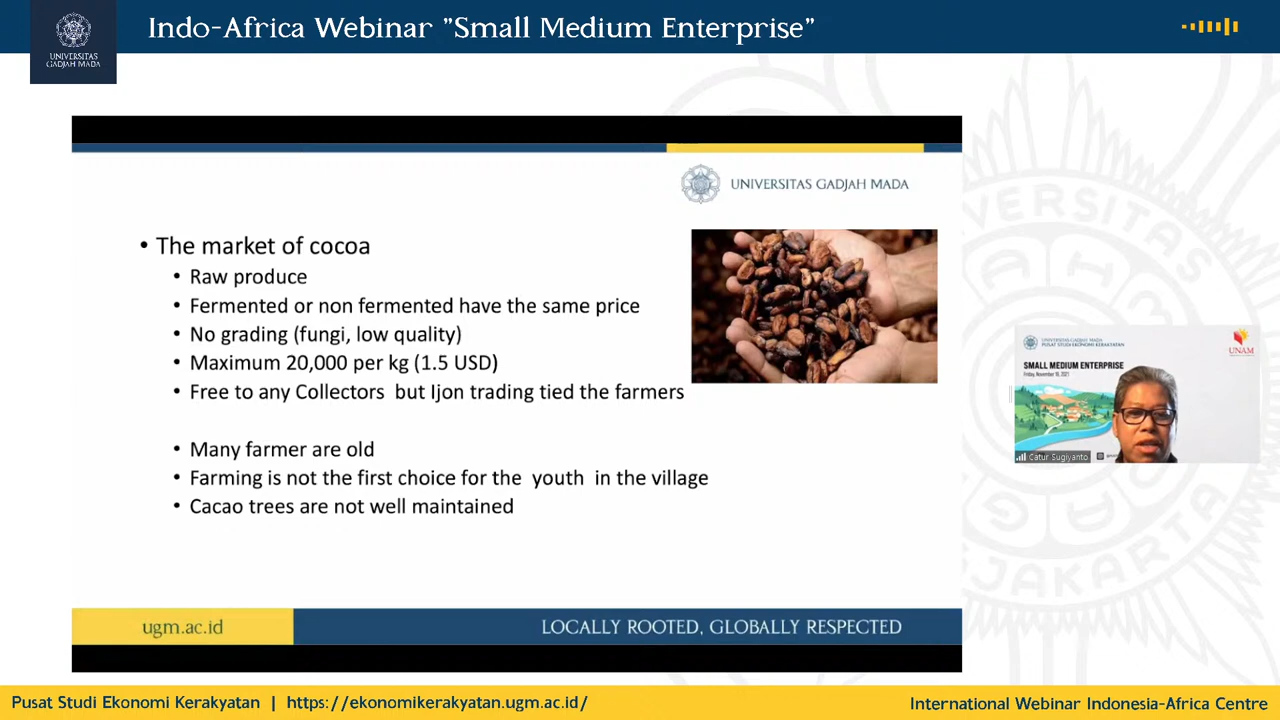 Indo-Africa Webinar "Small Medium Enterprise"
UNIVERSITAS
GADJAH MADA
UNIVERSITAS GADJAH MADA
• The market of cocoa
• Raw produce
• Fermented or non fermented have the same price
• No grading (fungi, low quality)
• Maximum 20,000 per kg (1.5 USD)
• Free to any Collectors but Ijon trading tied the farmers
• Many farmer are old
• Farming is not the first choice for the youth in the village
• Cacao trees are not well maintained
ugm.ac.id
LOCALLY ROOTED, GLOBALLY RESPECTED
UNIVERSITAS GADJAH MADA
PUSAT STUDI EKONOMI KERAKYATAN
UNAM
SMALL MEDIUM ENTERPRISE
Friday, November 19, 2021
Catur Sugiyanto
Pusat Studi Ekonomi Kerakyatan | https://ekonomikerakyatan.ugm.ac.id/
International Webinar Indonesia-Africa Centre